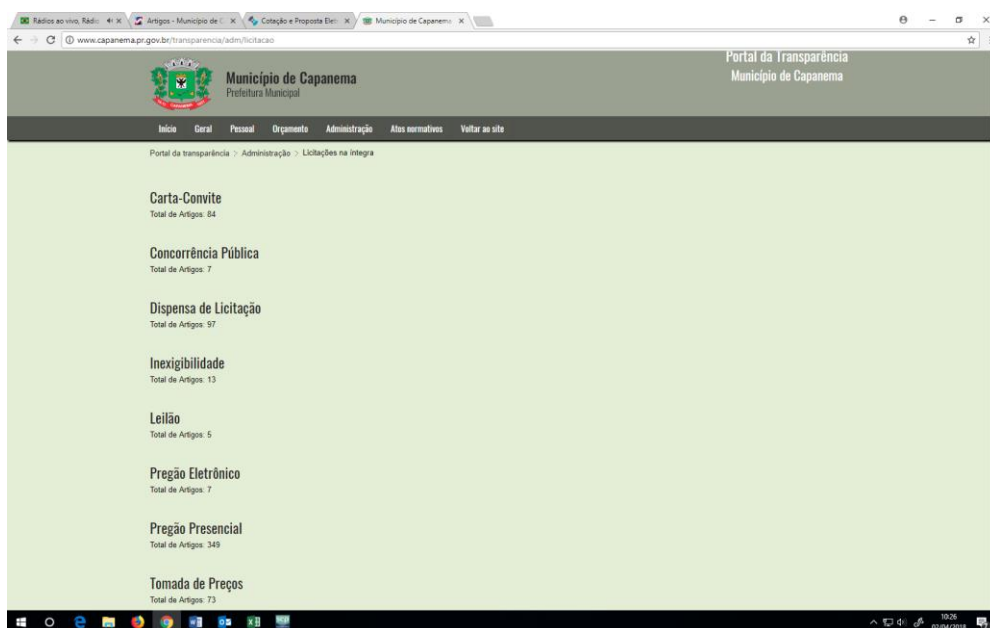 Rádios ao vivo, Rádic
Artigos - Município de C
Cotação e Proposta Elet
Município de Capanema
www.capanema.pr.gov.br/transparencia/adm/licitacao
Portal da Transparência
Município de Capanema
Município de Capanema
Prefeitura Municipal
Início Geral Pessoal Orçamento Administração Atos normativos Voltar ao site
Portal da transparência > Administração > Licitações na íntegra
Carta-Convite
Total de Artigos: 84
Concorrência Pública
Total de Artigos: 7
Dispensa de Licitação
Total de Artigos: 97
Inexigibilidade
Total de Artigos: 13
Leilão
Total de Artigos: 5
Pregão Eletrônico
Total de Artigos: 7
Pregão Presencial
Total de Artigos: 349
Tomada de Preços
Total de Artigos: 73
10:26
02/04/2018